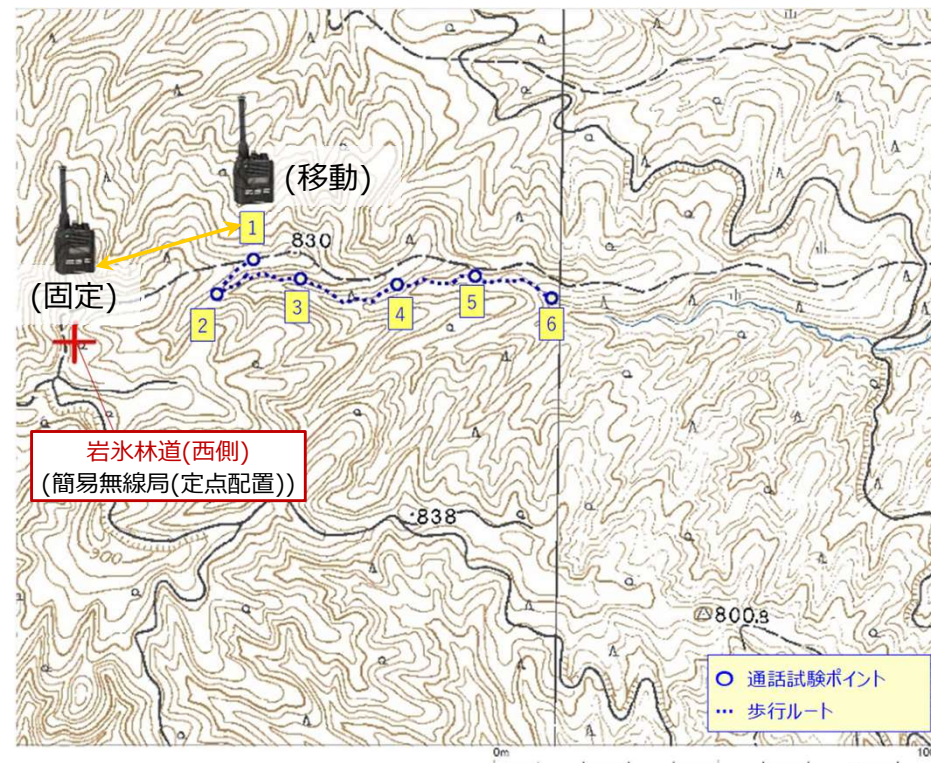 (移動)
1
830
(固定)
2
3
4
5
6
岩氷林道(西側)
(簡易無線局(定点配置))
838
900
800.8
通話試験ポイント
歩行ルート
0m